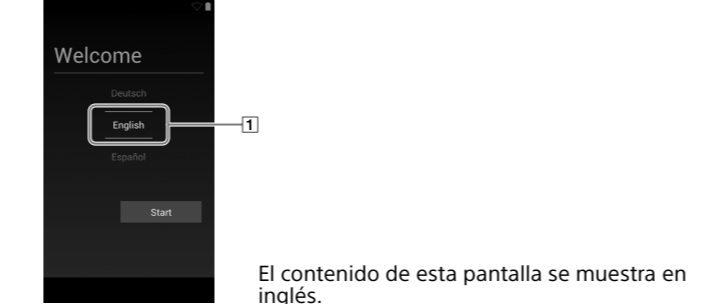 Welcome
Deutsch
English
1
Español
Start
El contenido de esta pantalla se muestra en
inglés.